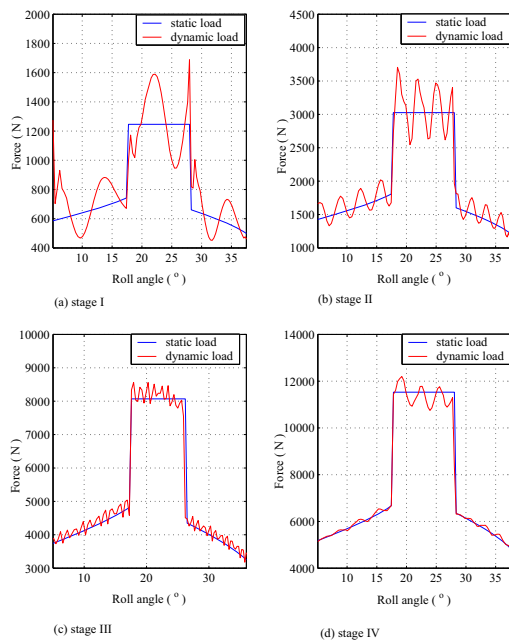 2000
1800
1600
1400
1200
1000
800
600
400
Force ( N )
static load
dynamic load
10 15 20 25 30 35
Roll angle ( o )
(a) stage I
4500
4000
3500
3000
2500
2000
1500
1000
Force ( N )
static load
dynamic load
10 15 20 25 30 35
Roll angle ( o )
(b) stage II
10000
9000
8000
7000
6000
5000
4000
3000
Force ( N )
static load
dynamic load
10 20 30
Roll angle ( o )
(c) stage III
14000
12000
10000
8000
6000
4000
Force ( N )
static load
dynamic load
10 15 20 25 30 35
Roll angle ( o )
(d) stage IV